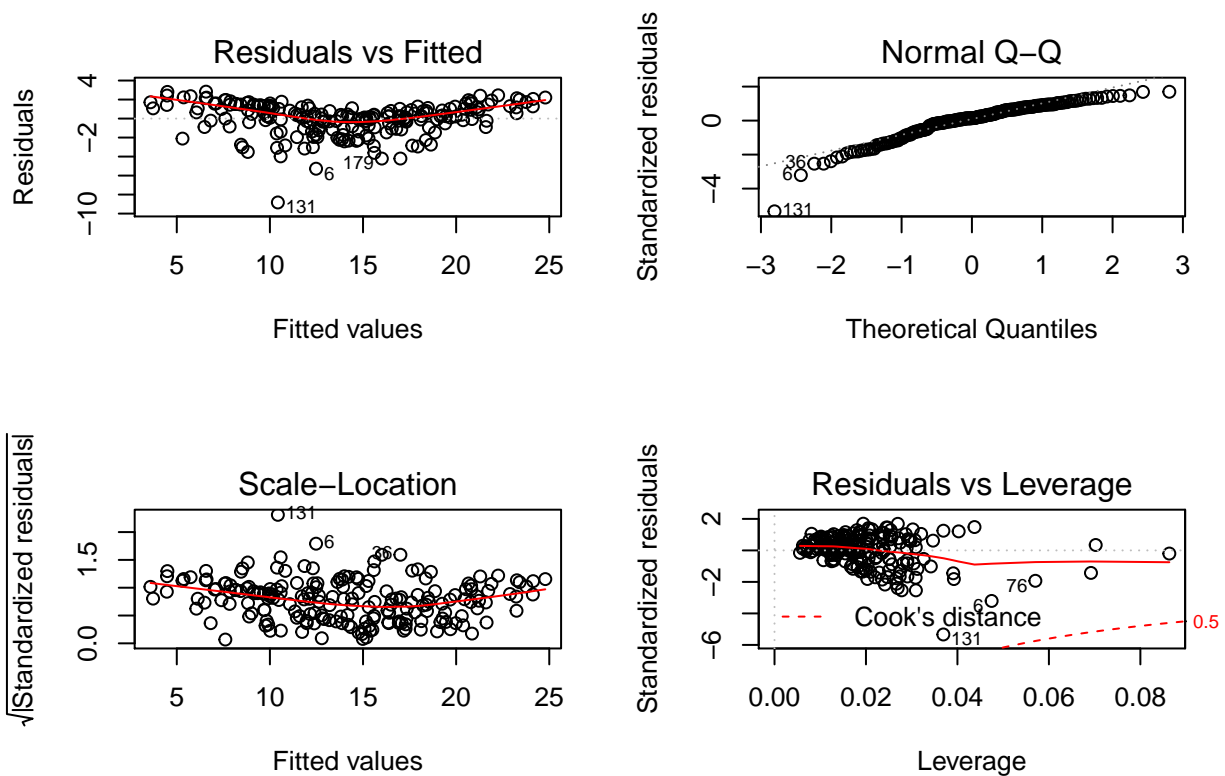 Residuals vs Fitted
Residuals
4
−2
−10
5 10 15 20 25
Fitted values
179
6
131
Normal Q−Q
Standardized residuals
0
−4
−3 −2 −1 0 1 2 3
Theoretical Quantiles
36
6
131
Scale−Location
√|Standardized residuals|
1.5
0.0
5 10 15 20 25
Fitted values
131
6
36
Residuals vs Leverage
Standardized residuals
2
−2
−6
0.00 0.02 0.04 0.06 0.08
Leverage
76
6
Cook's distance
131
0.5